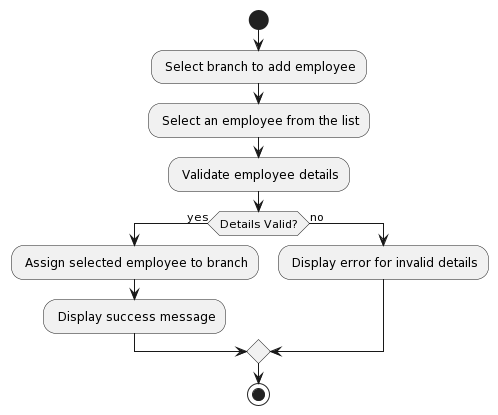 Select branch to add employee
Select an employee from the list
Validate employee details
Details Valid?
yes
no
Assign selected employee to branch
Display error for invalid details
Display success message